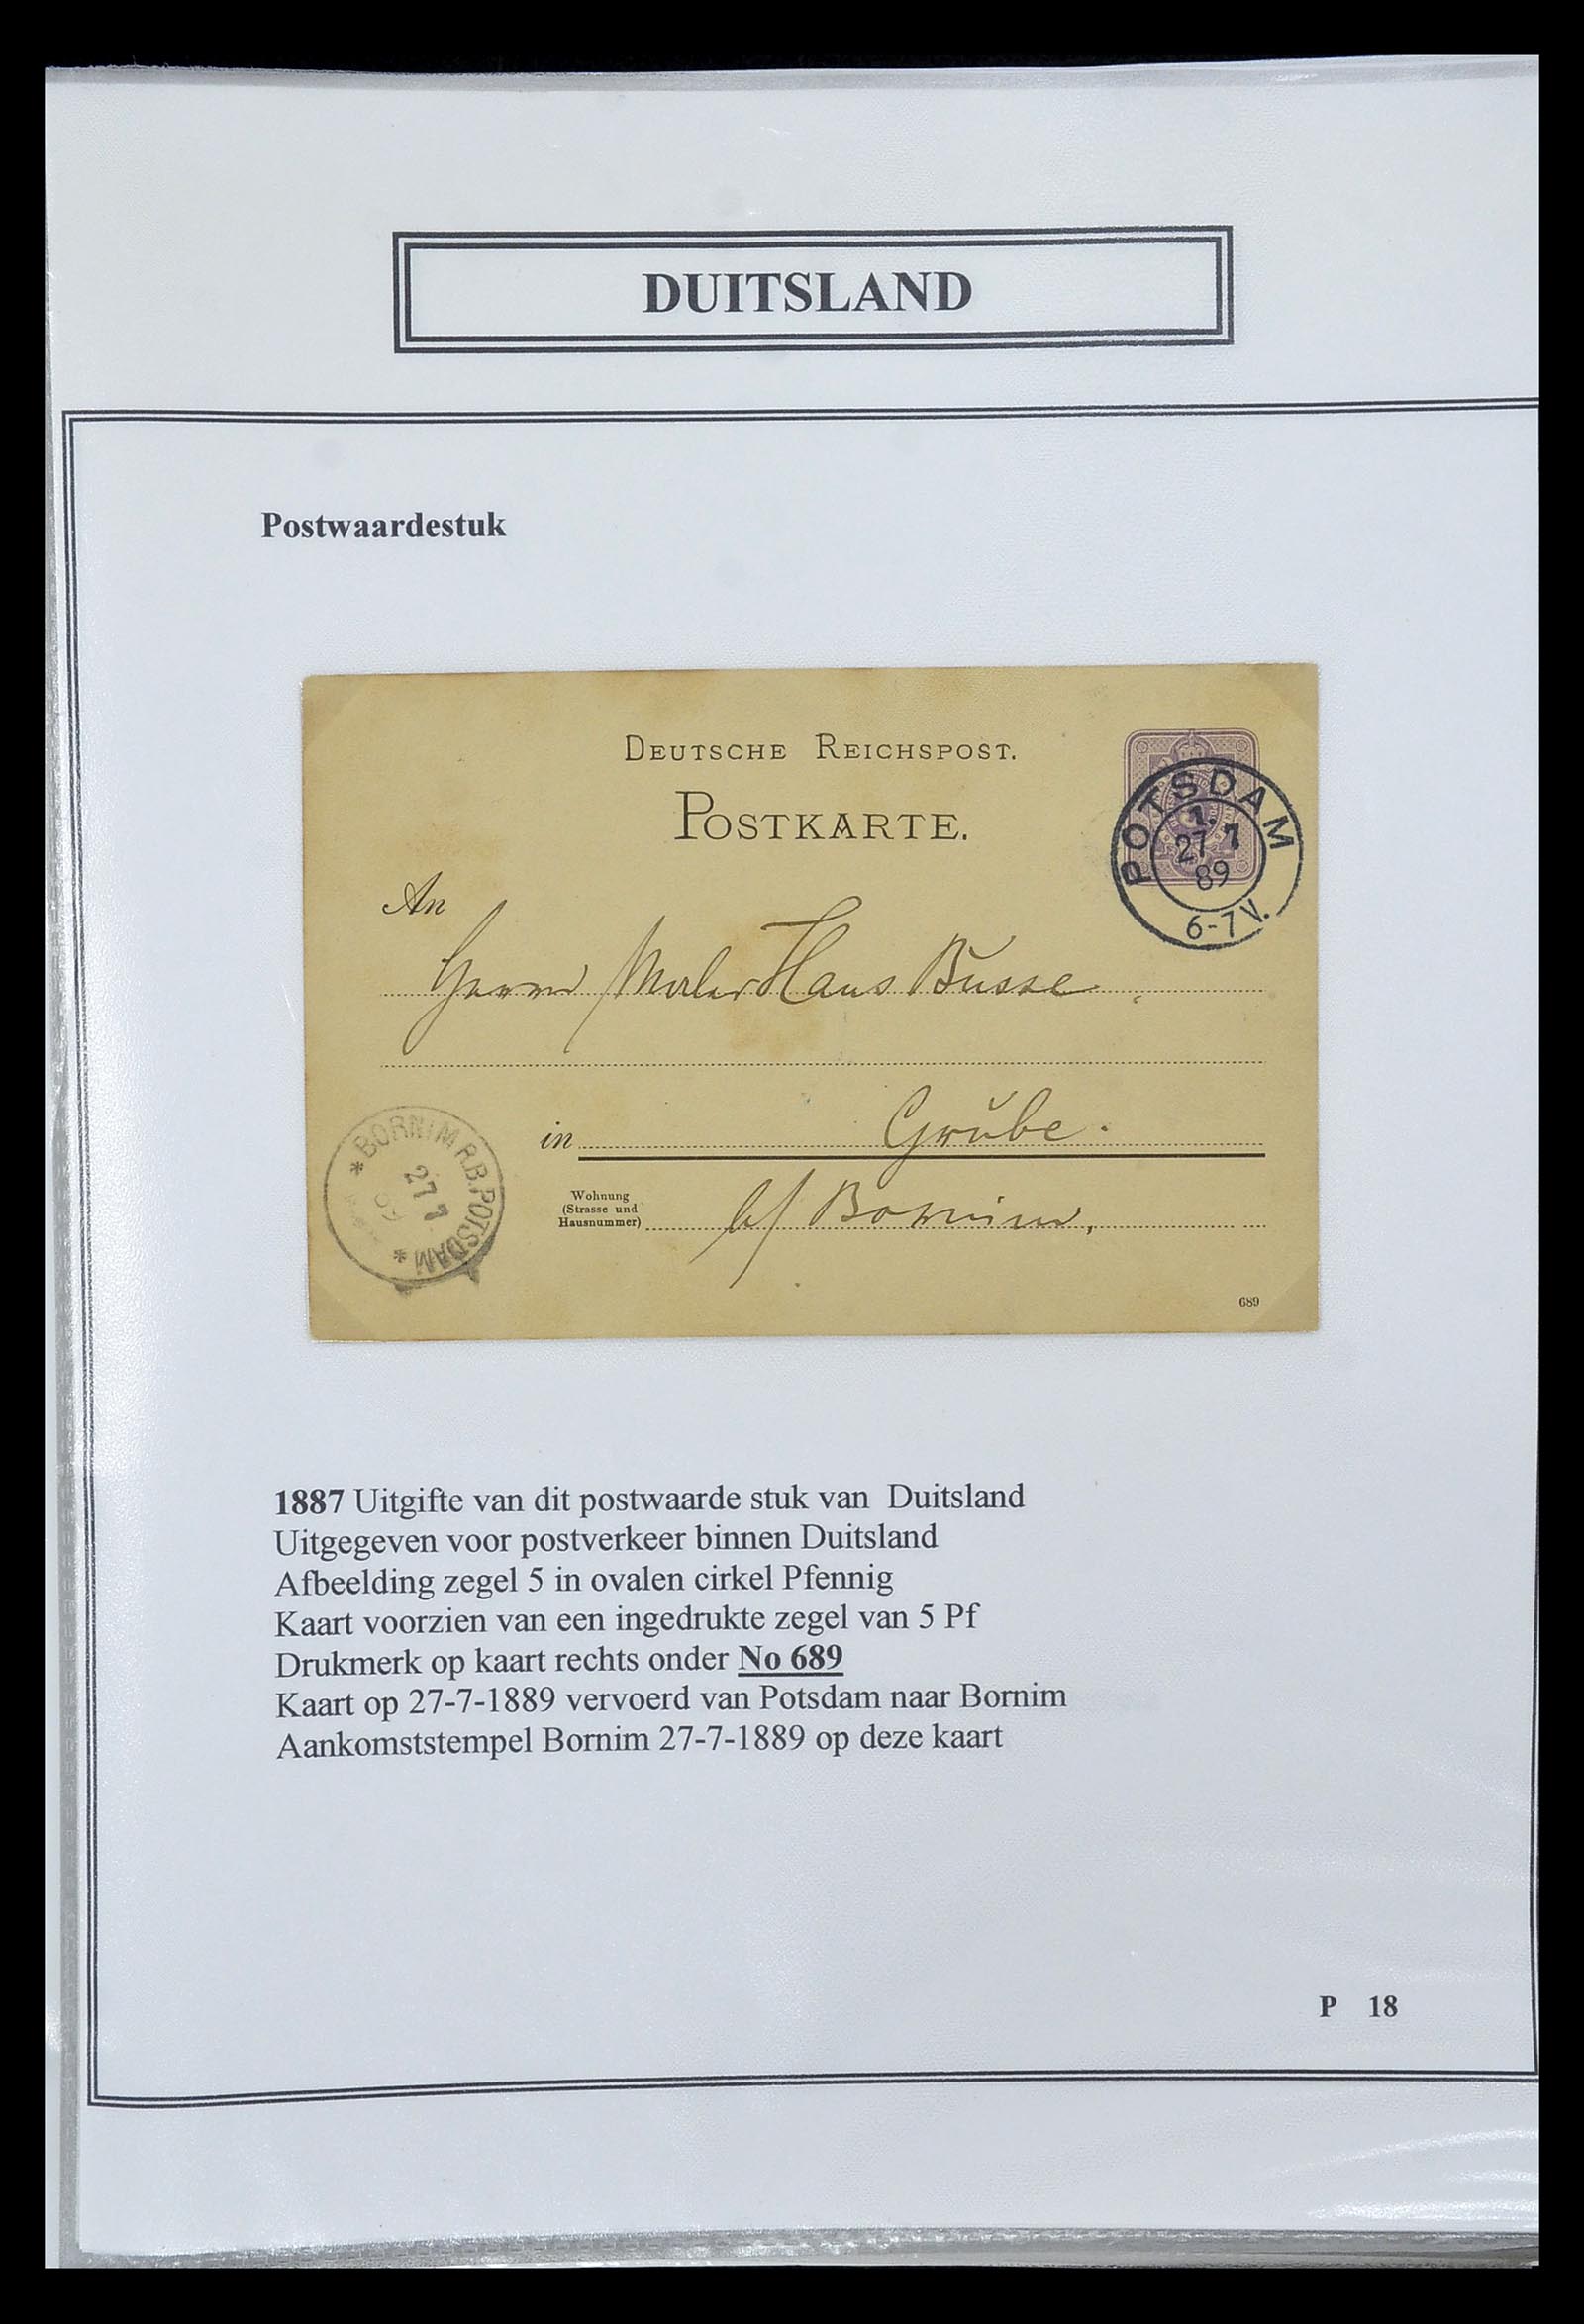 DUITSLAND
Postwaardestuk
DEUTSCHE REICHSPOST.
POSTKARTE.
POTSDAM
1.
27 7
89
6-7 V.
An
Herrn Maler Hans Busse.
in Grube.
Wohnung
(Strasse und
Hausnummer)
b/ Bornim,
*BORNIM R.B.POTSDAM*
27 7
89
689
1887 Uitgifte van dit postwaarde stuk van Duitsland
Uitgegeven voor postverkeer binnen Duitsland
Afbeelding zegel 5 in ovalen cirkel Pfennig
Kaart voorzien van een ingedrukte zegel van 5 Pf
Drukmerk op kaart rechts onder No 689
Kaart op 27-7-1889 vervoerd van Potsdam naar Bornim
Aankomststempel Bornim 27-7-1889 op deze kaart
P 18